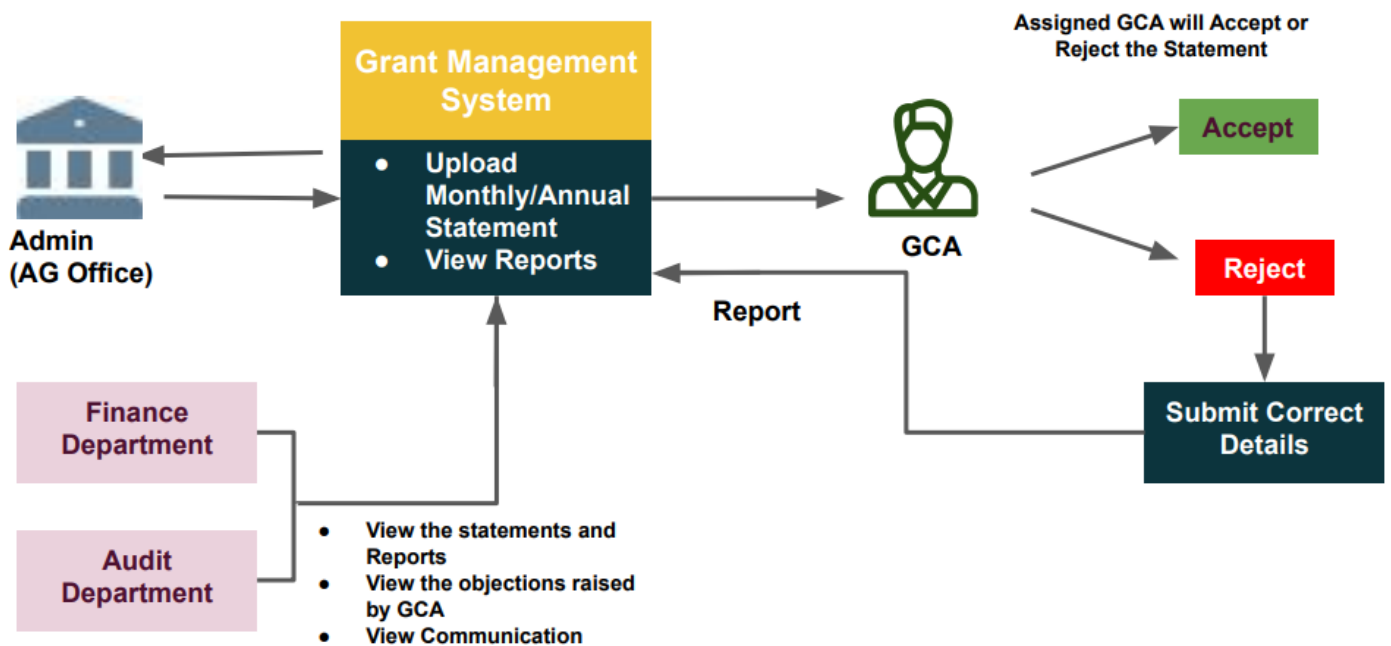 Assigned GCA will Accept or
Reject the Statement
Grant Management
System
● Upload
Monthly/Annual
Statement
● View Reports
Admin
(AG Office)
GCA
Accept
Reject
Report
Submit Correct
Details
Finance
Department
Audit
Department
● View the statements and
Reports
● View the objections raised
by GCA
● View Communication